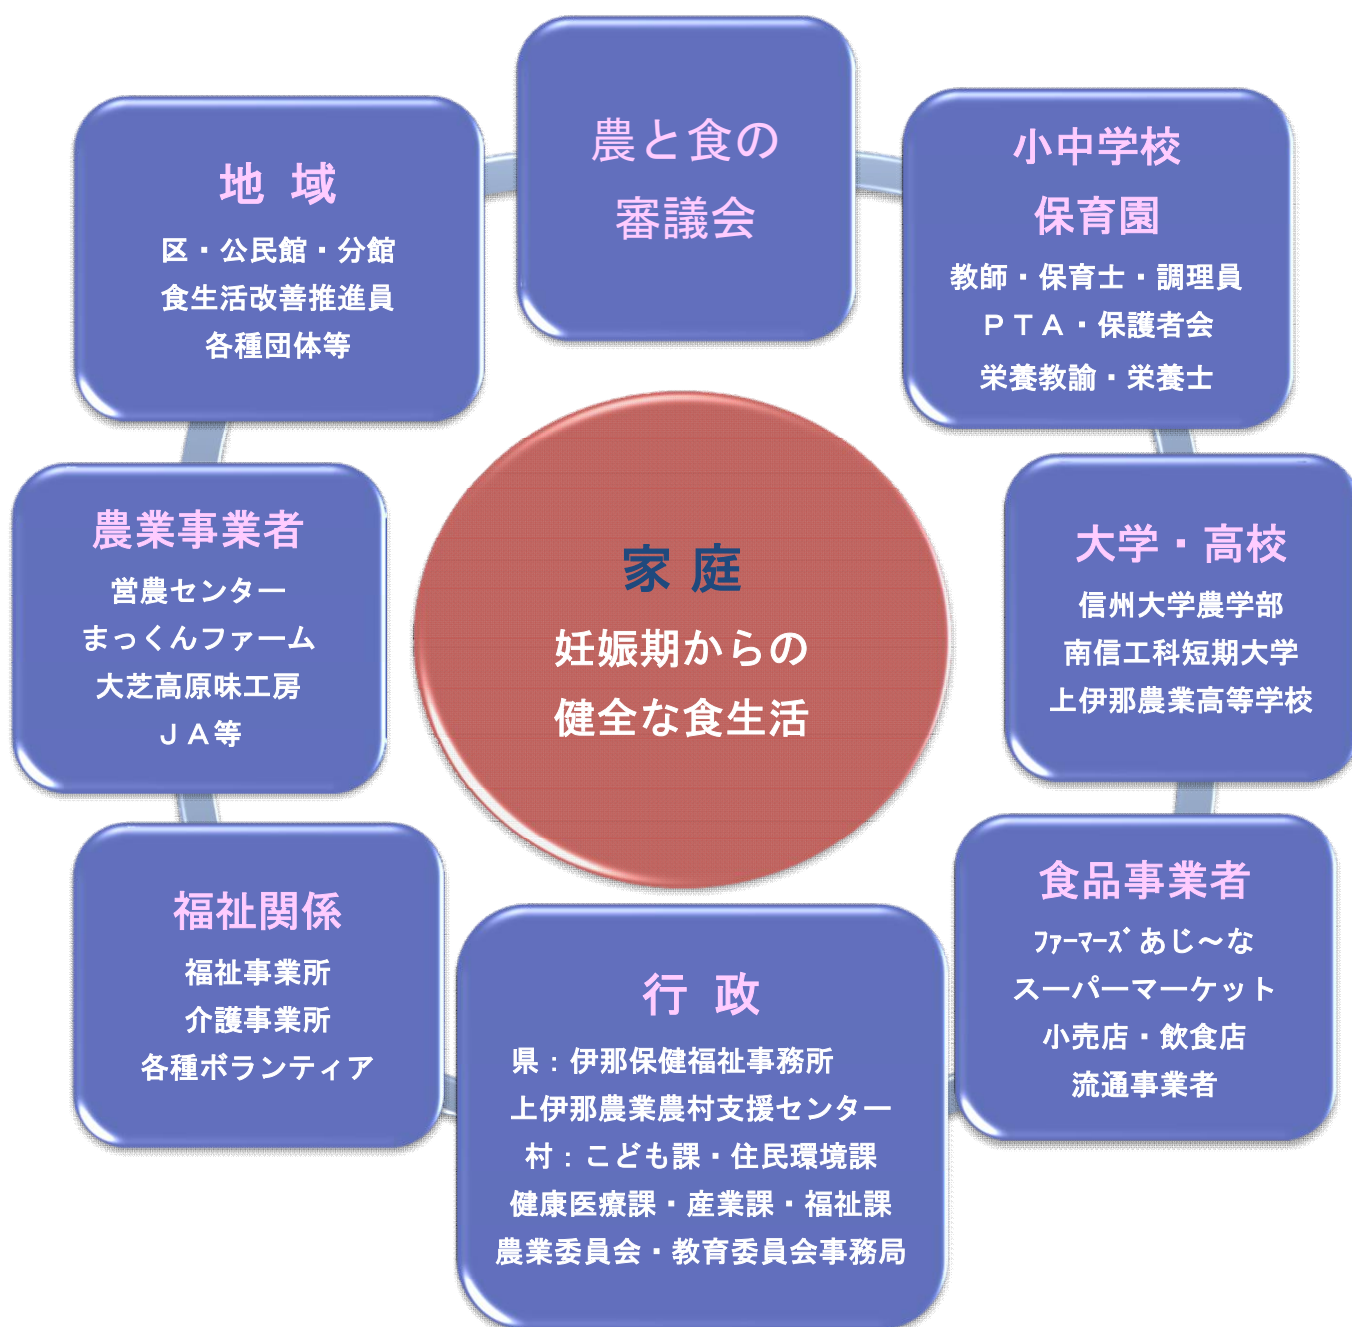 農と食の
審議会
地 域
区・公民館・分館
食生活改善推進員
各種団体等
小中学校
保育園
教師・保育士・調理員
ＰＴＡ・保護者会
栄養教諭・栄養士
農業事業者
営農センター
まっくんファーム
大芝高原味工房
ＪＡ等
家 庭
妊娠期からの
健全な食生活
大学・高校
信州大学農学部
南信工科短期大学
上伊那農業高等学校
福祉関係
福祉事業所
介護事業所
各種ボランティア
行 政
県：伊那保健福祉事務所
上伊那農業農村支援センター
村：こども課・住民環境課
健康医療課・産業課・福祉課
農業委員会・教育委員会事務局
食品事業者
ﾌｧｰﾏｰｽﾞあじ～な
スーパーマーケット
小売店・飲食店
流通事業者